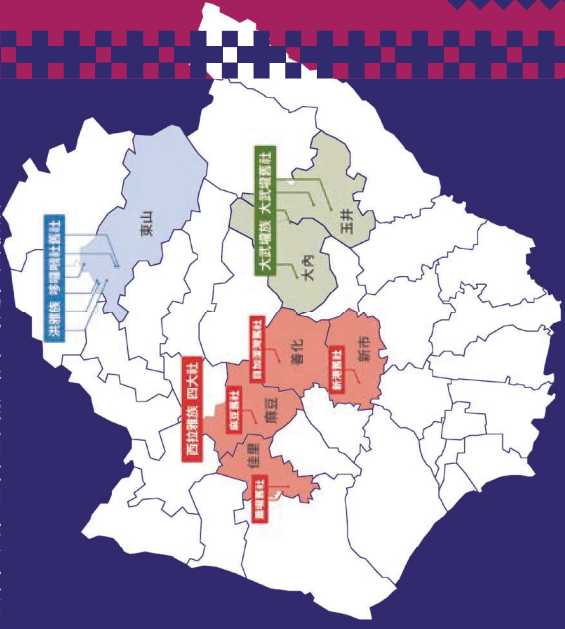 洪雅族 哆囉嘓社舊社
東山
大武壠族 大武壠舊社
玉井
大內
西拉雅族 四大社
目加溜灣舊社
善化
新港舊社
新市
麻豆舊社
麻豆
佳里
蕭壠舊社